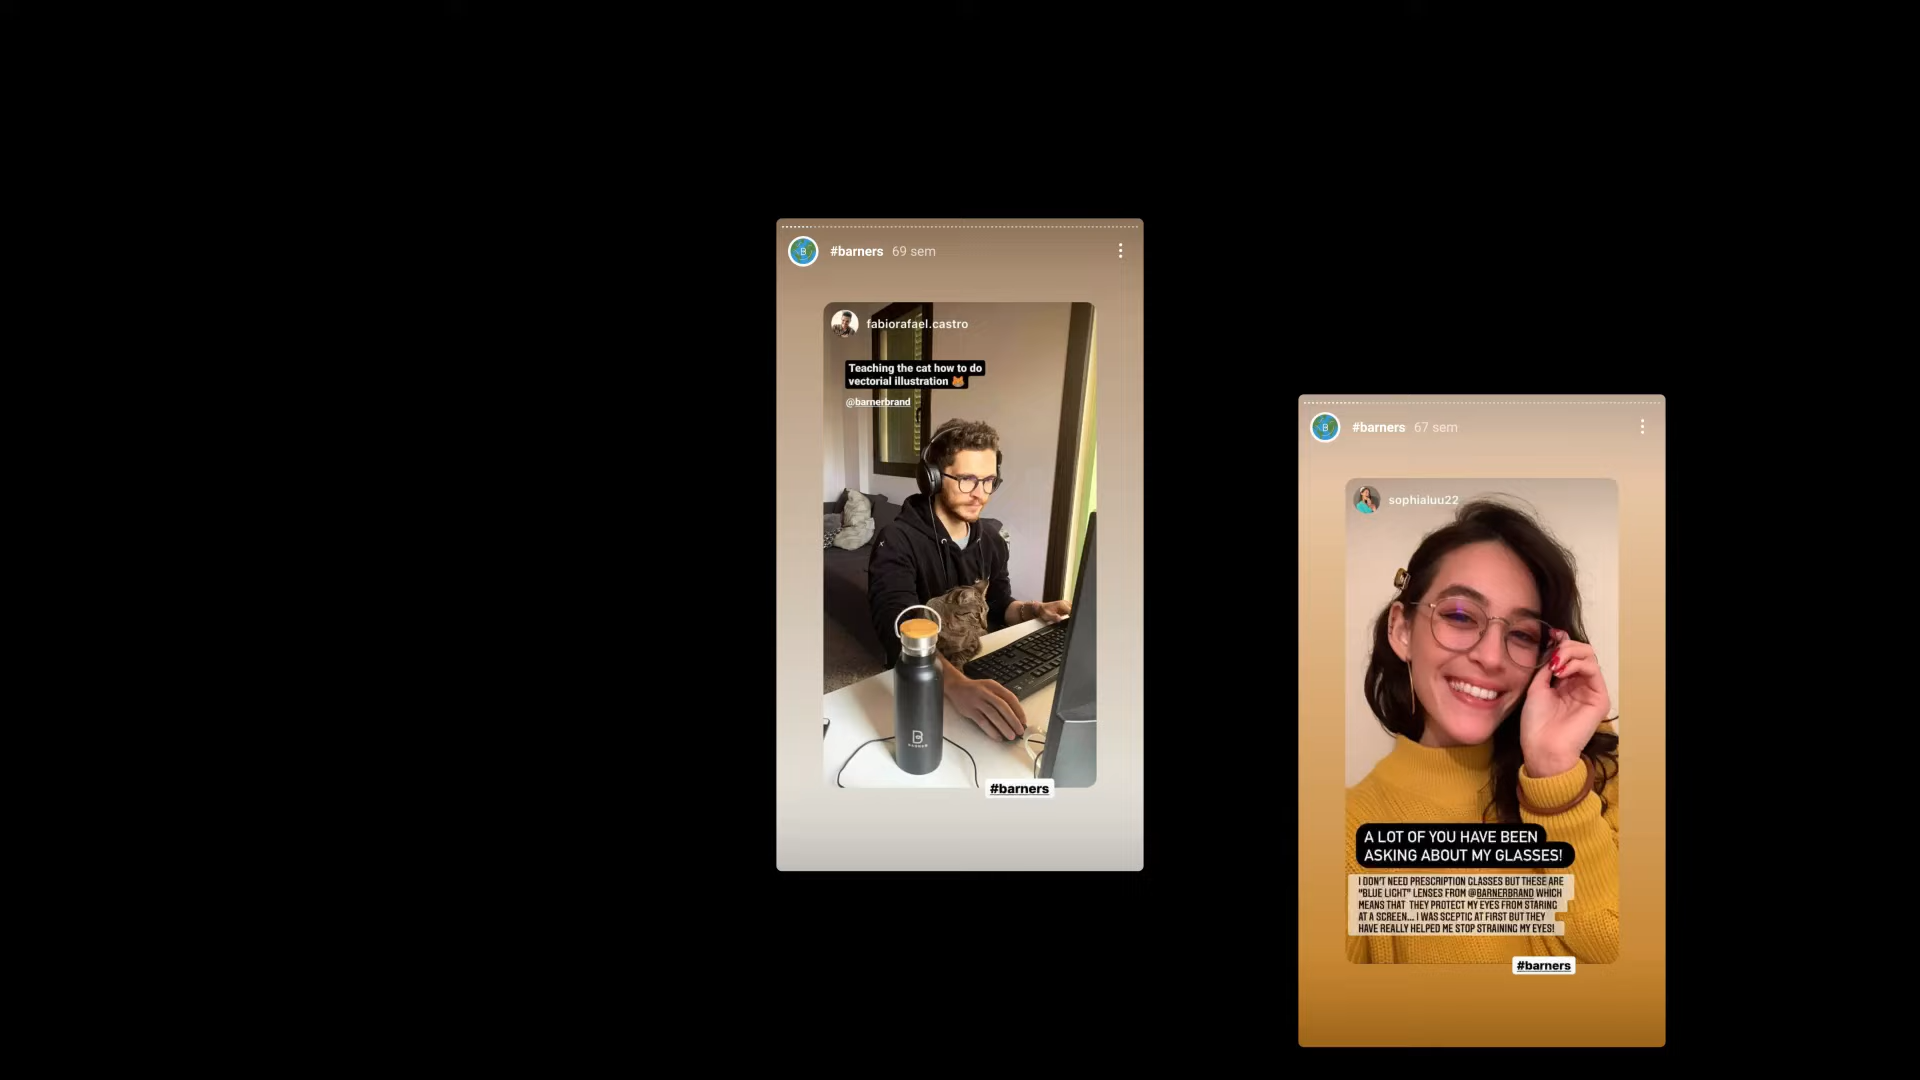 #barners 69 sem
fabiorafael.castro
Teaching the cat how to do
vectorial illustration 🦊
@barnerbrand
B
BARNER
#barners
#barners 67 sem
sophialuu22
A LOT OF YOU HAVE BEEN
ASKING ABOUT MY GLASSES!
I DON'T NEED PRESCRIPTION GLASSES BUT THESE ARE
"BLUE LIGHT" LENSES FROM @BARNERBRAND WHICH
MEANS THAT THEY PROTECT MY EYES FROM STARING
AT A SCREEN... I WAS SCEPTIC AT FIRST BUT THEY
HAVE REALLY HELPED ME STOP STRAINING MY EYES!
#barners